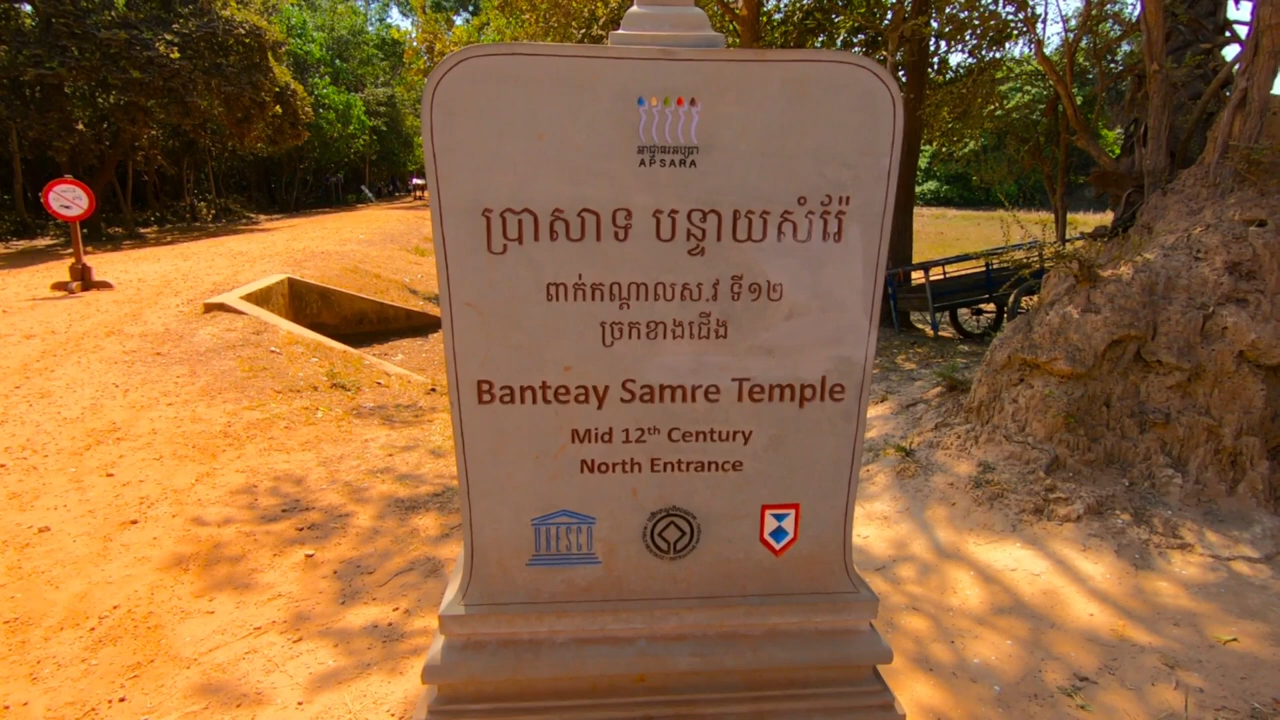 អាជ្ញាធរអប្សរា
APSARA
ប្រាសាទ បន្ទាយសំរ៉ែ
ពាក់កណ្ដាលស.វ ទី១២
ច្រកខាងជើង
Banteay Samre Temple
Mid 12th Century
North Entrance
UNESCO